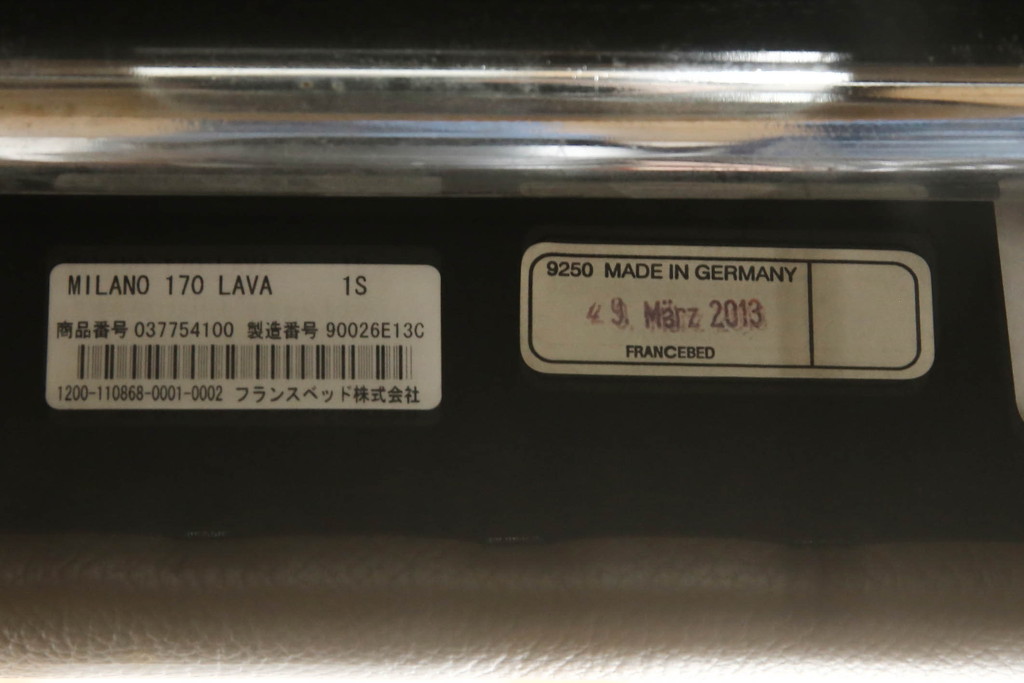 MILANO 170 LAVA 1S
商品番号 037754100 製造番号 90026E13C
1200-110868-0001-0002 フランスベッド株式会社
9250 MADE IN GERMANY
9. März 2013
FRANCEBED